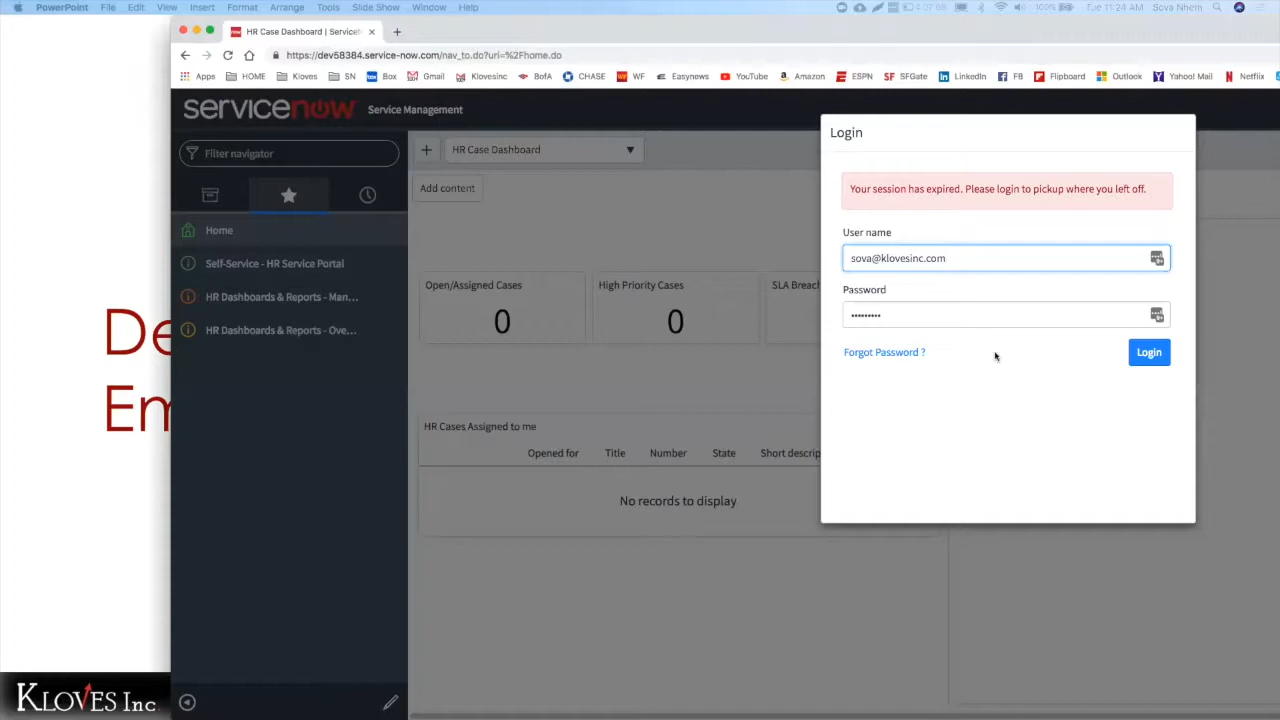 PowerPoint File Edit View Insert Format Arrange Tools Slide Show Window Help 100% Tue 11:24 AM Sova Nhem
HR Case Dashboard | Service
https://dev58384.service-now.com/nav_to.do?uri=%2Fhome.do
Apps HOME Kloves SN Box Gmail Klovesinc BofA CHASE WF Easynews YouTube Amazon ESPN SFGate LinkedIn FB Flipboard Outlook Yahoo! Mail Netflix
servicenow Service Management
Filter navigator
Home
Self-Service - HR Service Portal
HR Dashboards & Reports - Man...
HR Dashboards & Reports - Ove...
HR Case Dashboard
Add content
Open/Assigned Cases
0
High Priority Cases
0
SLA Breach
HR Cases Assigned to me
Opened for Title Number State Short descrip
No records to display
Login
Your session has expired. Please login to pickup where you left off.
User name
sova@klovesinc.com
Password
•••••••••
Forgot Password ?
Login
De
Em
KLOVES Inc